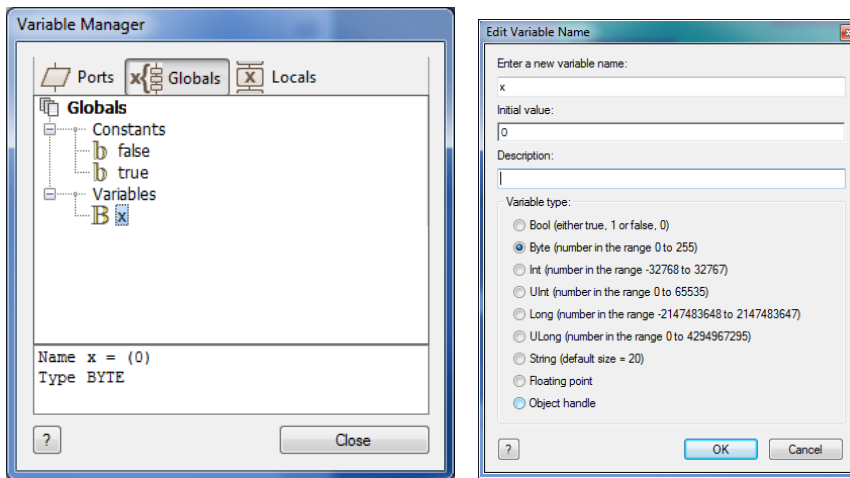 Variable Manager
Ports x{ Globals X Locals
Globals
Constants
b false
b true
Variables
B x
Name x = (0)
Type BYTE
? Close
Edit Variable Name
Enter a new variable name:
x
Initial value:
0
Description:
Variable type:
Bool (either true, 1 or false, 0)
Byte (number in the range 0 to 255)
Int (number in the range -32768 to 32767)
UInt (number in the range 0 to 65535)
Long (number in the range -2147483648 to 2147483647)
ULong (number in the range 0 to 4294967295)
String (default size = 20)
Floating point
Object handle
? OK Cancel